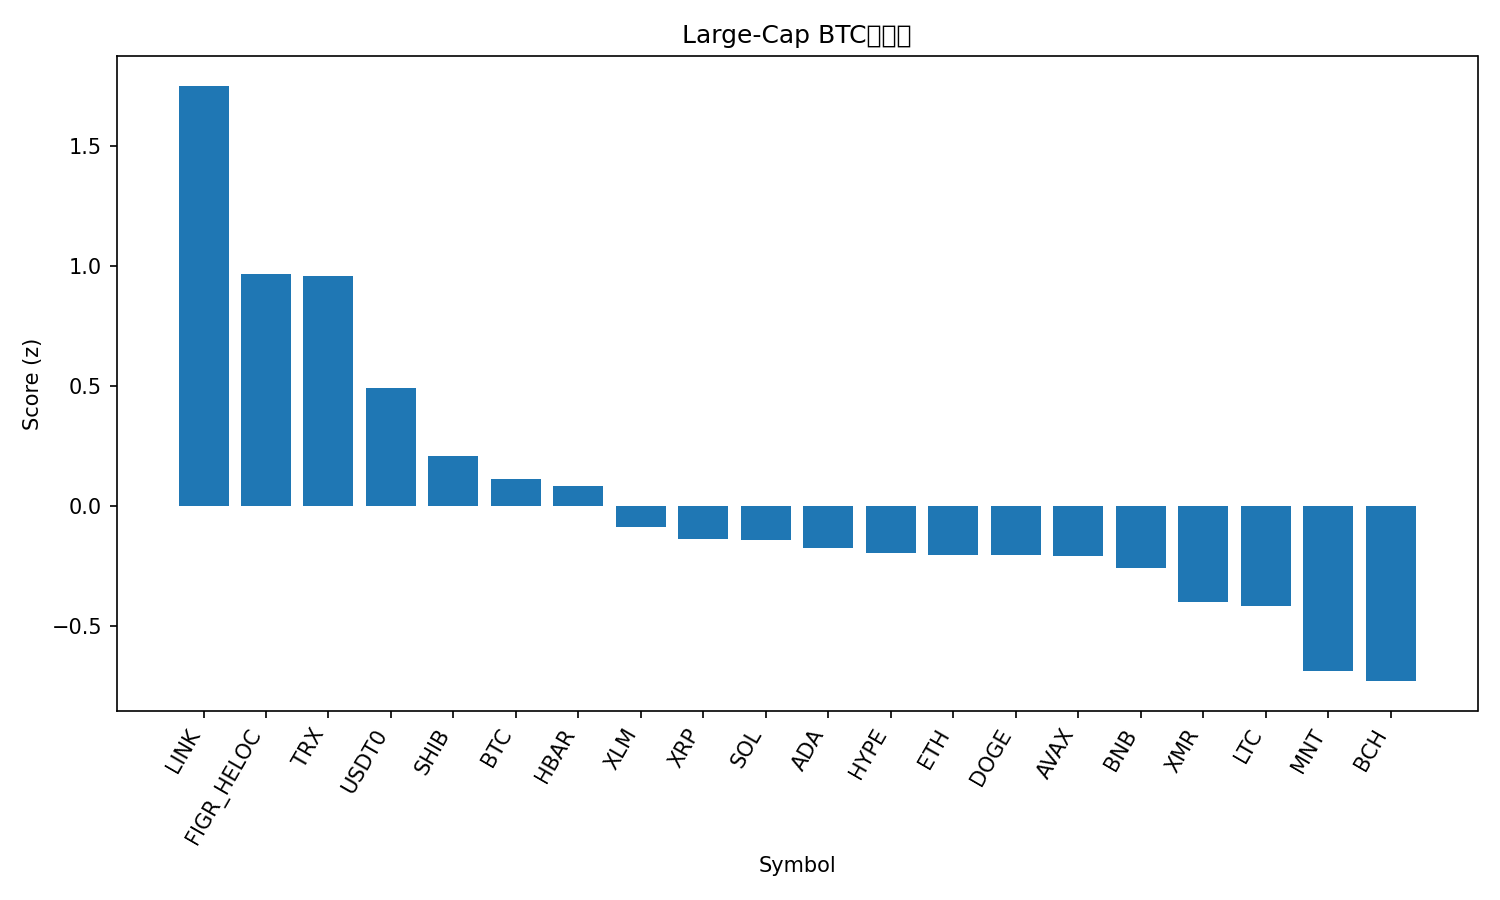 Large-Cap BTC
Score (z)
1.5
1.0
0.5
0.0
−0.5
LINK
FIGR_HELOC
TRX
USDT0
SHIB
BTC
HBAR
XLM
XRP
SOL
ADA
HYPE
ETH
DOGE
AVAX
BNB
XMR
LTC
MNT
BCH
Symbol